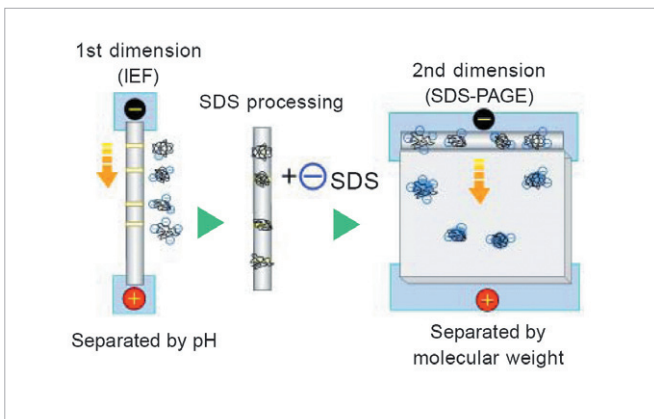 1st dimension
(IEF)
−
+
Separated by pH
SDS processing
+⊖SDS
2nd dimension
(SDS-PAGE)
−
+
Separated by
molecular weight